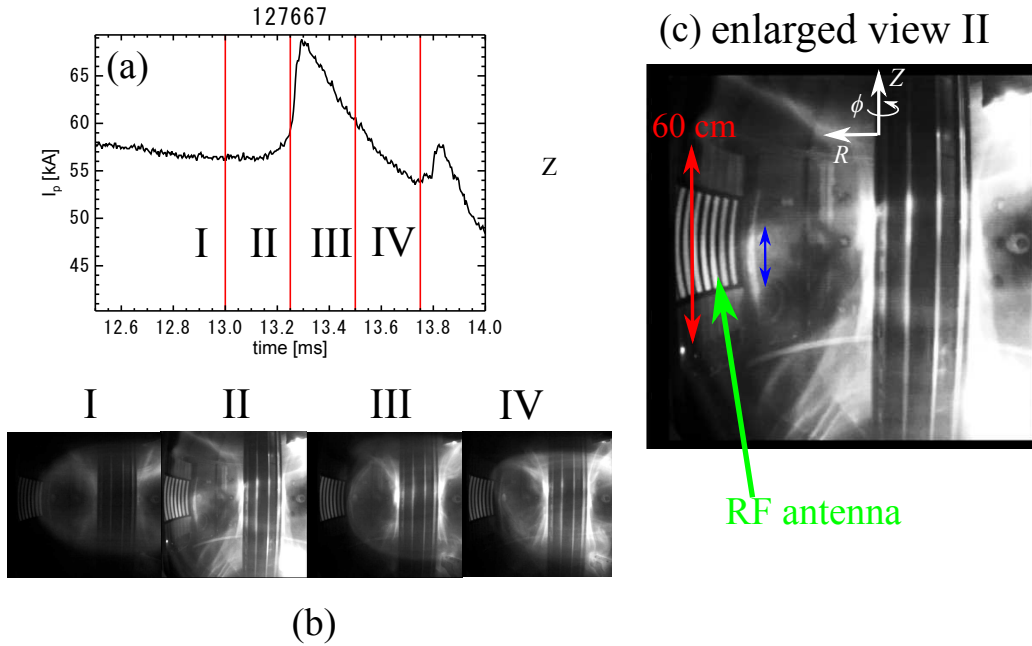 127667
(a)
I_p [kA]
65
60
55
50
45
I II III IV
12.6 12.8 13.0 13.2 13.4 13.6 13.8 14.0
time [ms]
Z
I II III IV
(b)
(c) enlarged view II
Z
ϕ
R
60 cm
RF antenna